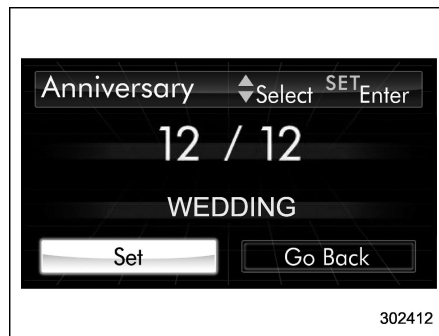 Anniversary Select SET Enter
12 / 12
WEDDING
Set Go Back
302412